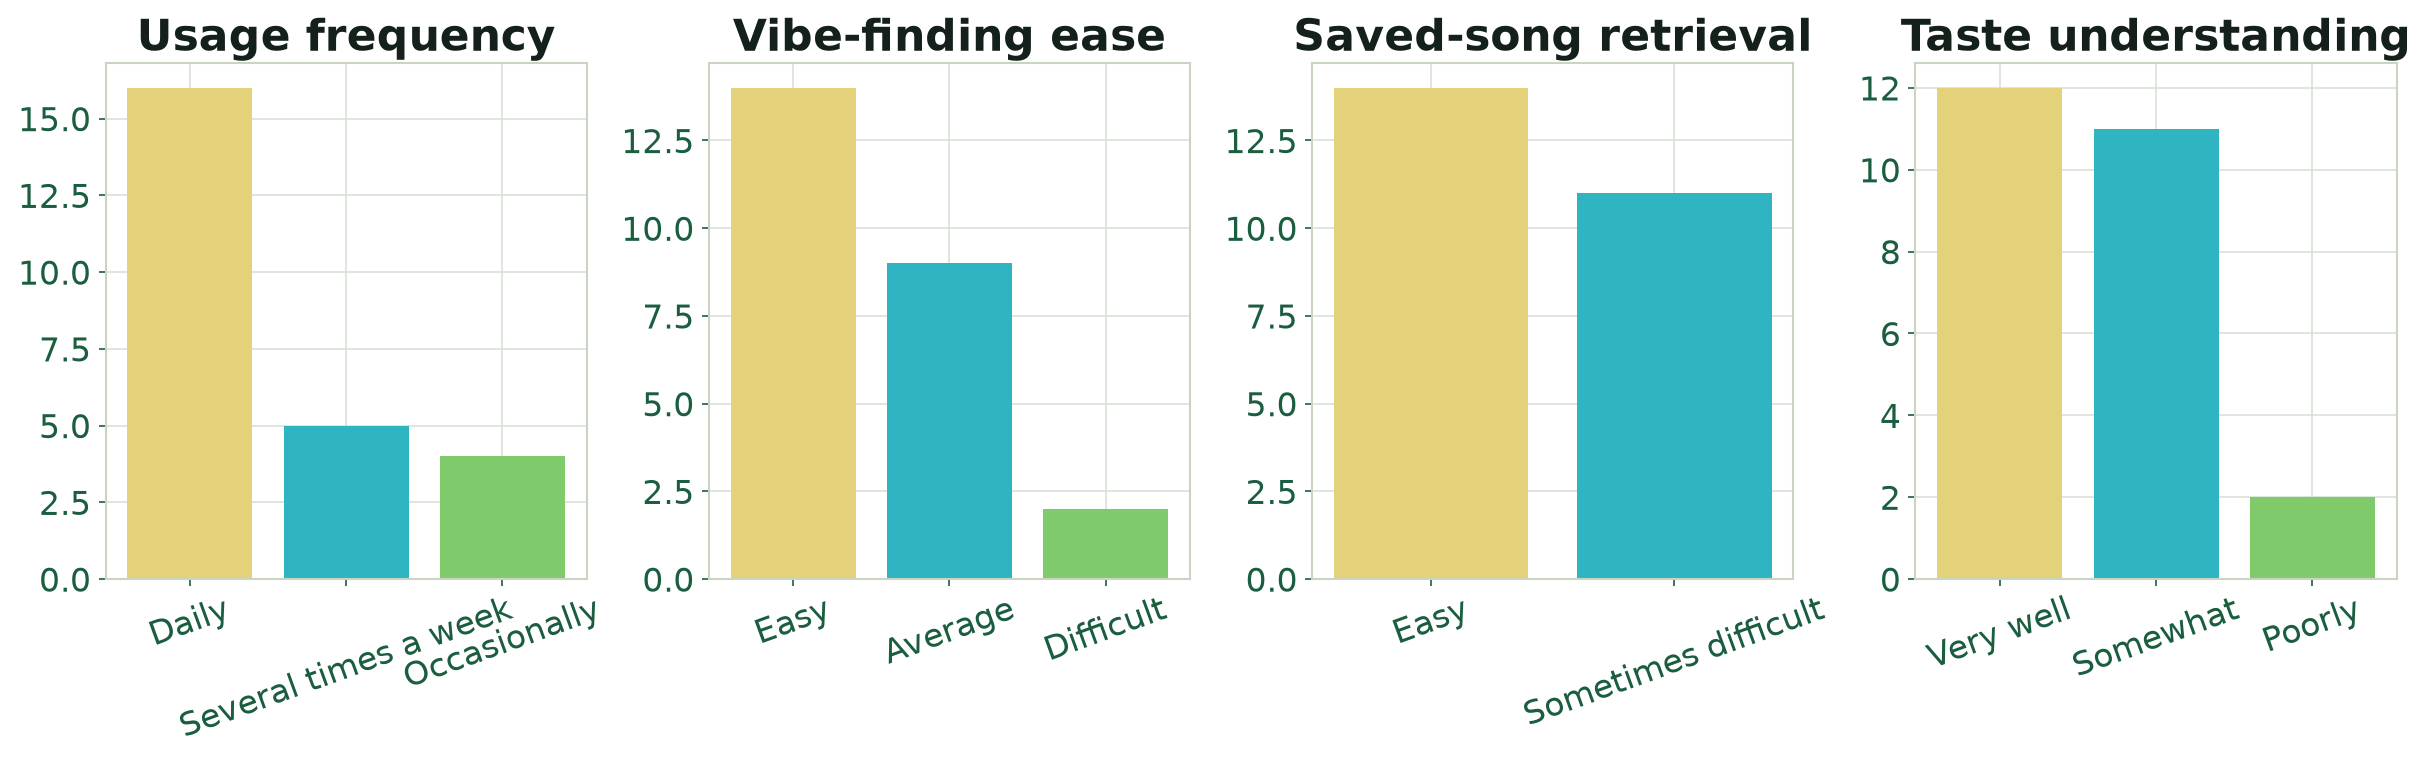 Usage frequency
15.0
12.5
10.0
7.5
5.0
2.5
0.0
Daily
Several times a week
Occasionally
Vibe-finding ease
12.5
10.0
7.5
5.0
2.5
0.0
Easy
Average
Difficult
Saved-song retrieval
12.5
10.0
7.5
5.0
2.5
0.0
Easy
Sometimes difficult
Taste understanding
12
10
8
6
4
2
0
Very well
Somewhat
Poorly